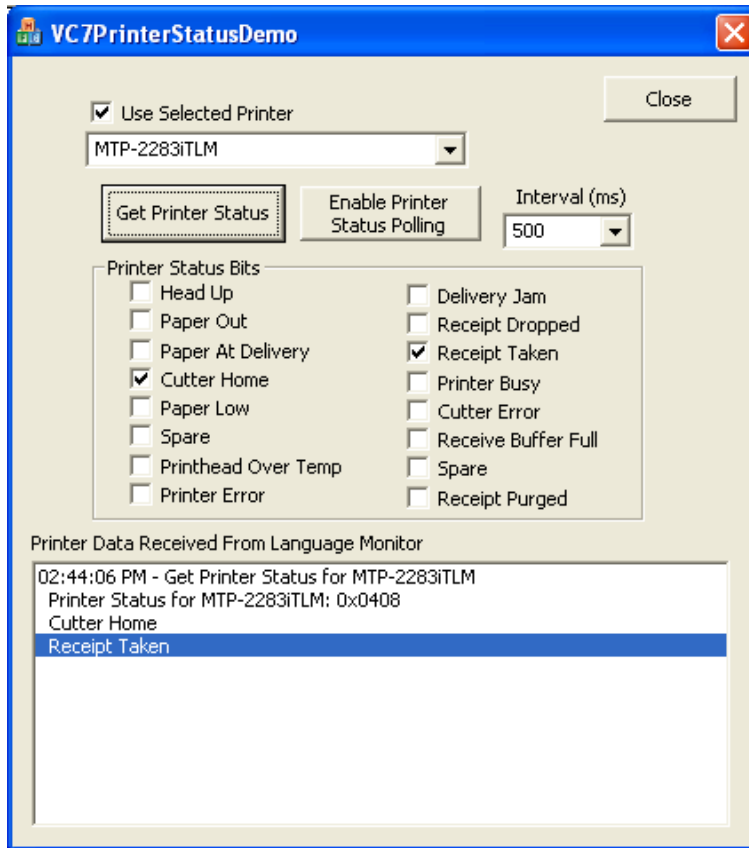 VC7PrinterStatusDemo
Close
Use Selected Printer
MTP-2283iTLM
Get Printer Status
Enable Printer
Status Polling
Interval (ms)
500
Printer Status Bits
Head Up
Paper Out
Paper At Delivery
Cutter Home
Paper Low
Spare
Printhead Over Temp
Printer Error
Delivery Jam
Receipt Dropped
Receipt Taken
Printer Busy
Cutter Error
Receive Buffer Full
Spare
Receipt Purged
Printer Data Received From Language Monitor
02:44:06 PM - Get Printer Status for MTP-2283iTLM
Printer Status for MTP-2283iTLM: 0x0408
Cutter Home
Receipt Taken